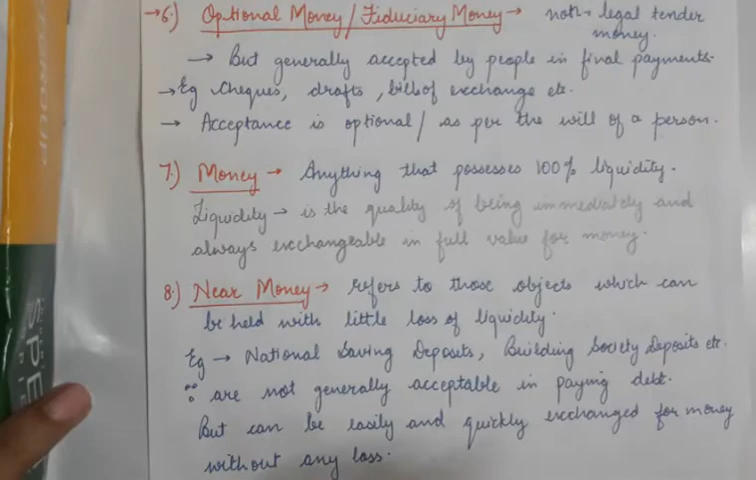 →6.) Optional Money / Fiduciary Money → non-legal tender
money.
→ But generally accepted by people in final payments.
→ Eg cheques, drafts, bill of exchange etc.
→ Acceptance is optional / as per the will of a person.
7.) Money → Anything that possesses 100% liquidity.
Liquidity → is the quality of being immediately and
always exchangeable in full value for money.
8.) Near Money → refers to those objects which can
be held with little loss of liquidity.
Eg → National Saving Deposits, Building Society Deposits etc.
∵ are not generally acceptable in paying debt.
But can be easily and quickly exchanged for money
without any loss.
GROUP